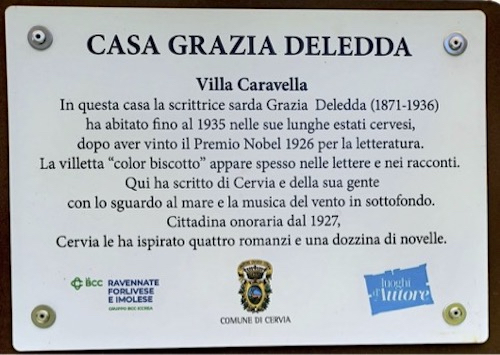 CASA GRAZIA DELEDDA
Villa Caravella
In questa casa la scrittrice sarda Grazia Deledda (1871-1936)
ha abitato fino al 1935 nelle sue lunghe estati cervesi,
dopo aver vinto il Premio Nobel 1926 per la letteratura.
La villetta “color biscotto” appare spesso nelle lettere e nei racconti.
Qui ha scritto di Cervia e della sua gente
con lo sguardo al mare e la musica del vento in sottofondo.
Cittadina onoraria dal 1927,
Cervia le ha ispirato quattro romanzi e una dozzina di novelle.
BCC RAVENNATE
FORLIVESE
E IMOLESE
GRUPPO BCC ICCREA
COMUNE DI CERVIA
luoghi
d'Autore